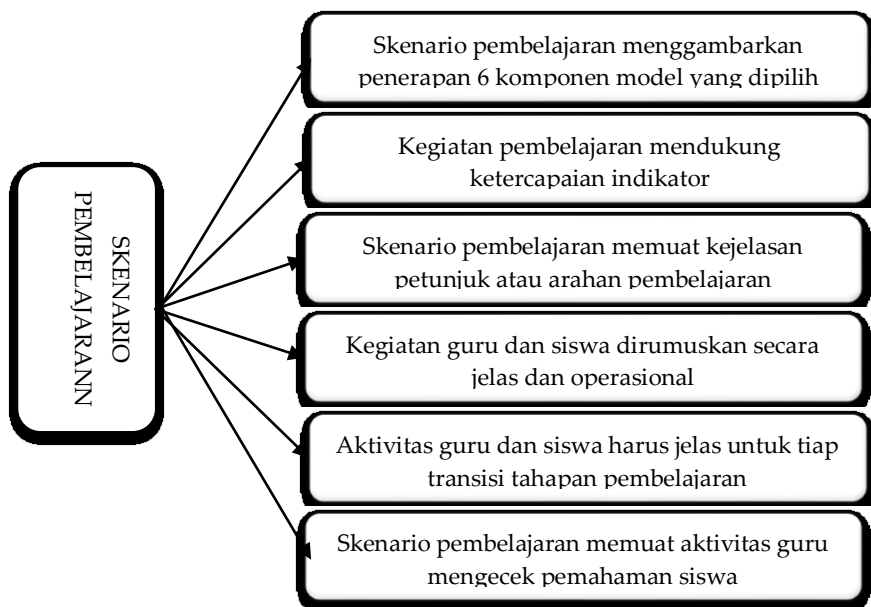 SKENARIO
PEMBELAJARANN
Skenario pembelajaran menggambarkan
penerapan 6 komponen model yang dipilih
Kegiatan pembelajaran mendukung
ketercapaian indikator
Skenario pembelajaran memuat kejelasan
petunjuk atau arahan pembelajaran
Kegiatan guru dan siswa dirumuskan secara
jelas dan operasional
Aktivitas guru dan siswa harus jelas untuk tiap
transisi tahapan pembelajaran
Skenario pembelajaran memuat aktivitas guru
mengecek pemahaman siswa